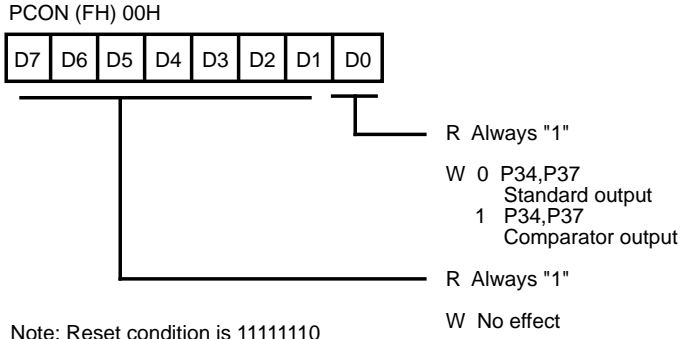 PCON (FH) 00H
D7 D6 D5 D4 D3 D2 D1 D0
R Always "1"
W 0 P34,P37
Standard output
1 P34,P37
Comparator output
R Always "1"
W No effect
Note: Reset condition is 11111110